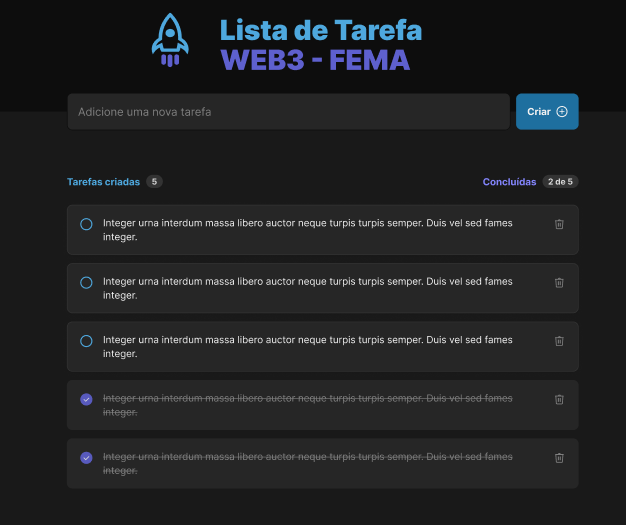 Lista de Tarefa
WEB3 - FEMA
Adicione uma nova tarefa
Criar
Tarefas criadas 5
Concluídas 2 de 5
Integer urna interdum massa libero auctor neque turpis turpis semper. Duis vel sed fames
integer.
Integer urna interdum massa libero auctor neque turpis turpis semper. Duis vel sed fames
integer.
Integer urna interdum massa libero auctor neque turpis turpis semper. Duis vel sed fames
integer.
Integer urna interdum massa libero auctor neque turpis turpis semper. Duis vel sed fames
integer.
Integer urna interdum massa libero auctor neque turpis turpis semper. Duis vel sed fames
integer.